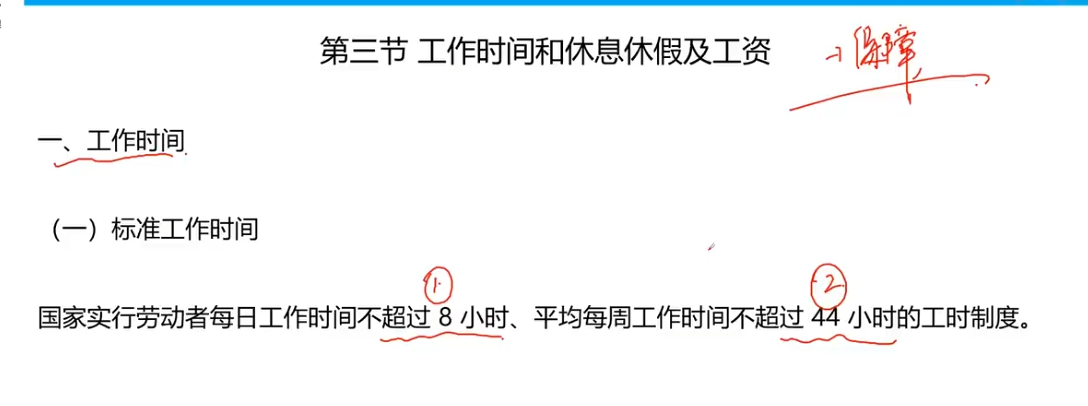 第三节 工作时间和休息休假及工资 → 保障
一、工作时间
（一）标准工作时间
① ②
国家实行劳动者每日工作时间不超过 8 小时、平均每周工作时间不超过 44 小时的工时制度。